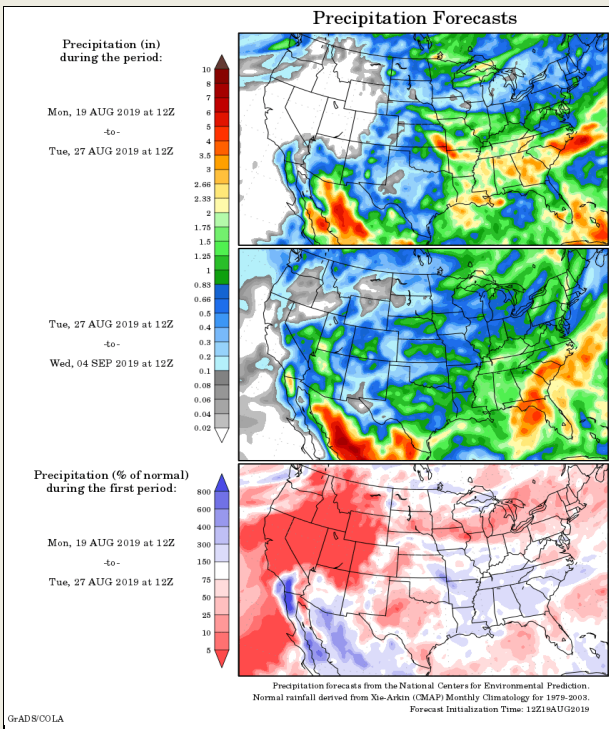 Precipitation Forecasts
Precipitation (in)
during the period:
Mon, 19 AUG 2019 at 12Z
-to-
Tue, 27 AUG 2019 at 12Z
10
8
7
6
5
4
3.5
3
2.66
2.33
2
1.75
1.5
1.25
1
0.83
0.66
0.5
0.4
0.3
0.2
0.1
0.08
0.06
0.04
0.02
Tue, 27 AUG 2019 at 12Z
-to-
Wed, 04 SEP 2019 at 12Z
Precipitation (% of normal)
during the first period:
Mon, 19 AUG 2019 at 12Z
-to-
Tue, 27 AUG 2019 at 12Z
800
600
400
300
150
75
50
25
10
5
Precipitation forecasts from the National Centers for Environmental Prediction.
Normal rainfall derived from Xie-Arkin (CMAP) Monthly Climatology for 1979-2003.
Forecast Initialization Time: 12Z19AUG2019
GrADS/COLA